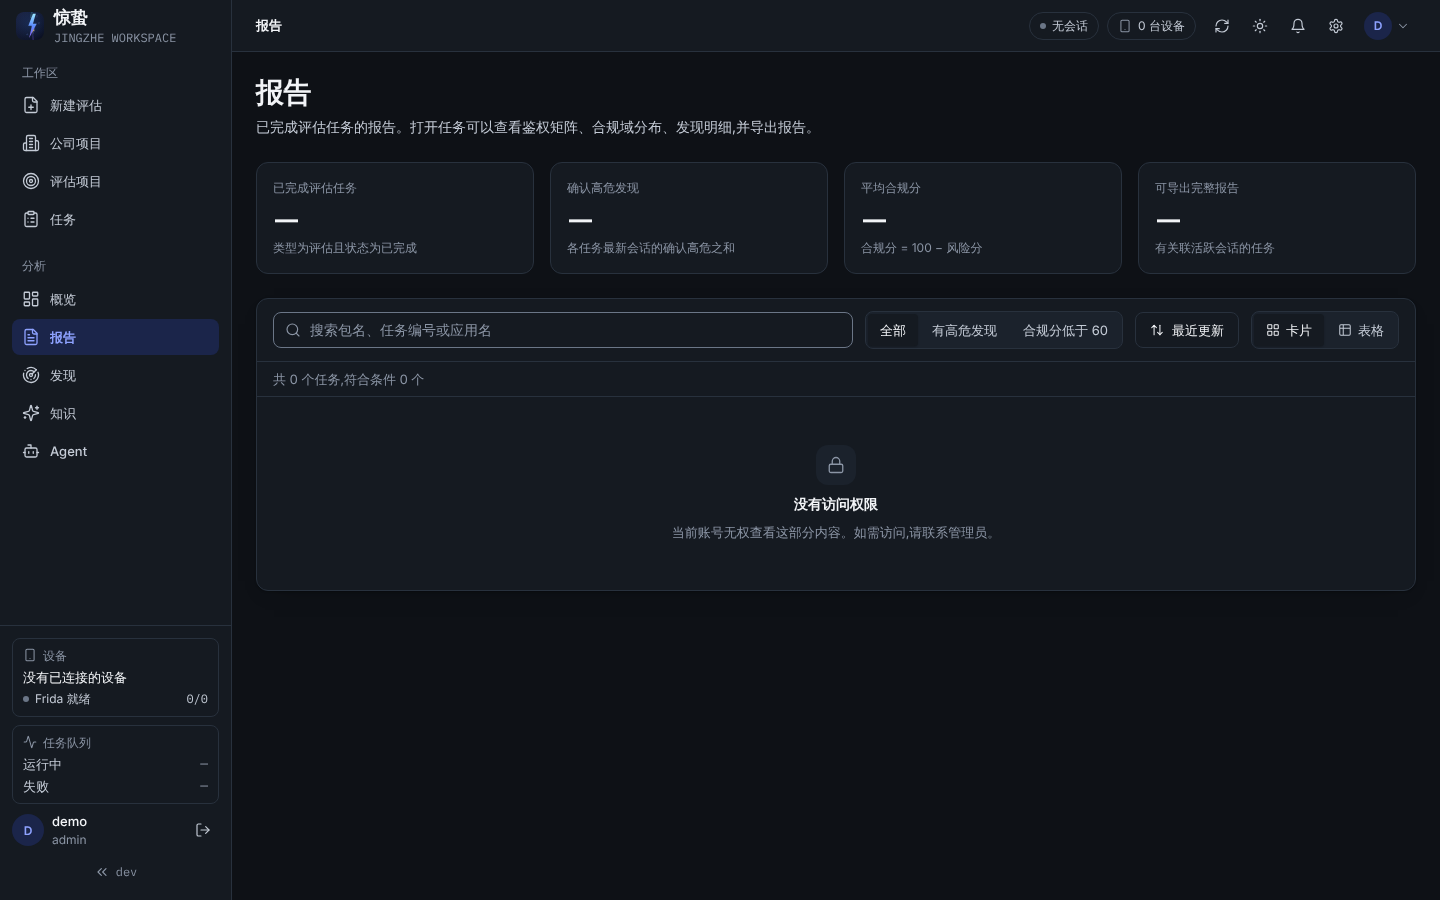 惊蛰
JINGZHE WORKSPACE
工作区
新建评估
公司项目
评估项目
任务
分析
概览
报告
发现
知识
Agent
设备
没有已连接的设备
Frida 就绪 0/0
任务队列
运行中 —
失败 —
D
demo
admin
dev
报告
无会话
0 台设备
D
报告
已完成评估任务的报告。打开任务可以查看鉴权矩阵、合规域分布、发现明细,并导出报告。
已完成评估任务
—
类型为评估且状态为已完成
确认高危发现
—
各任务最新会话的确认高危之和
平均合规分
—
合规分 = 100 − 风险分
可导出完整报告
—
有关联活跃会话的任务
搜索包名、任务编号或应用名
全部 有高危发现 合规分低于 60
最近更新
卡片 表格
共 0 个任务,符合条件 0 个
没有访问权限
当前账号无权查看这部分内容。如需访问,请联系管理员。